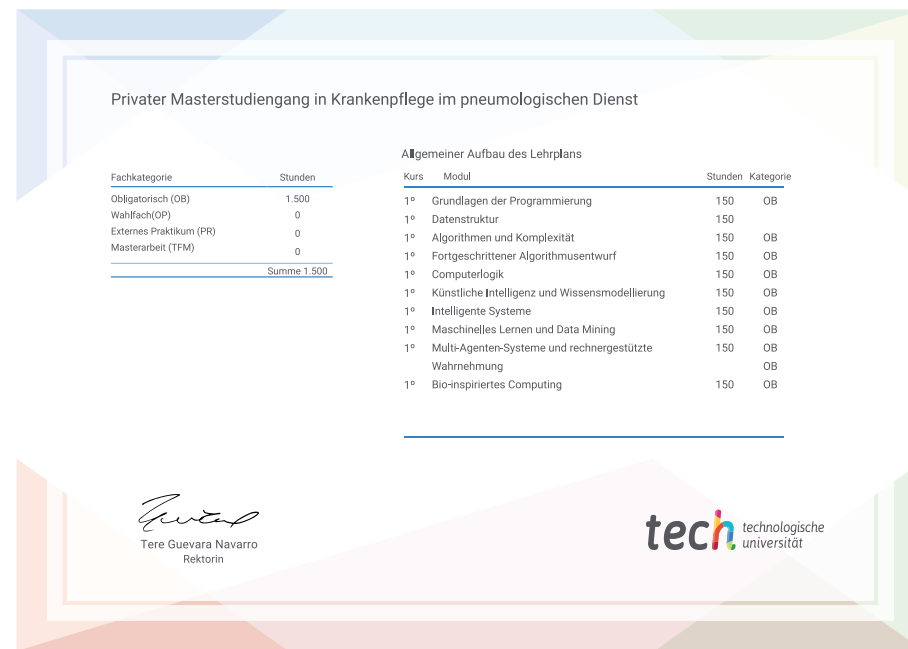 Privater Masterstudiengang in Krankenpflege im pneumologischen Dienst
Fachkategorie Stunden
Obligatorisch (OB) 1.500
Wahlfach(OP) 0
Externes Praktikum (PR) 0
Masterarbeit (TFM) 0
Summe 1.500
Allgemeiner Aufbau des Lehrplans
Kurs Modul Stunden Kategorie
1º Grundlagen der Programmierung 150 OB
1º Datenstruktur 150
1º Algorithmen und Komplexität 150 OB
1º Fortgeschrittener Algorithmusentwurf 150 OB
1º Computerlogik 150 OB
1º Künstliche Intelligenz und Wissensmodellierung 150 OB
1º Intelligente Systeme 150 OB
1º Maschinelles Lernen und Data Mining 150 OB
1º Multi-Agenten-Systeme und rechnergestützte 150 OB
Wahrnehmung OB
1º Bio-inspiriertes Computing 150 OB
Tere Guevara Navarro
Rektorin
tech technologische
universität